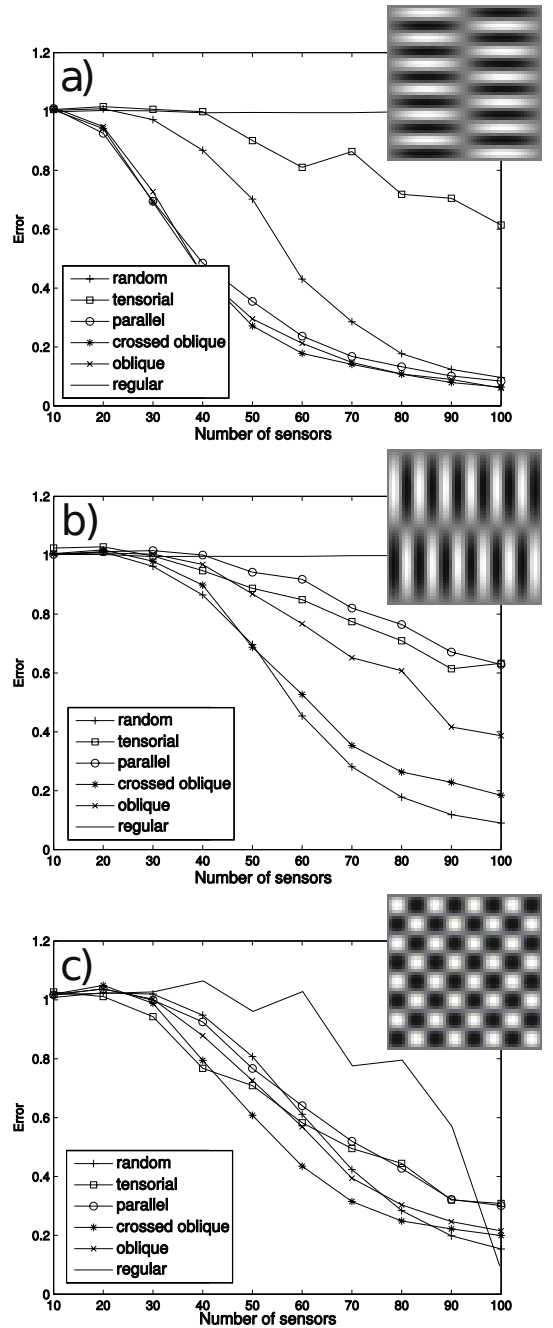 a)
1.2
1
0.8
0.6
0.4
0.2
0
Error
random
tensorial
parallel
crossed oblique
oblique
regular
10 20 30 40 50 60 70 80 90 100
Number of sensors
b)
1.2
1
0.8
0.6
0.4
0.2
0
Error
random
tensorial
parallel
crossed oblique
oblique
regular
10 20 30 40 50 60 70 80 90 100
Number of sensors
c)
1.2
1
0.8
0.6
0.4
0.2
0
Error
random
tensorial
parallel
crossed oblique
oblique
regular
10 20 30 40 50 60 70 80 90 100
Number of sensors